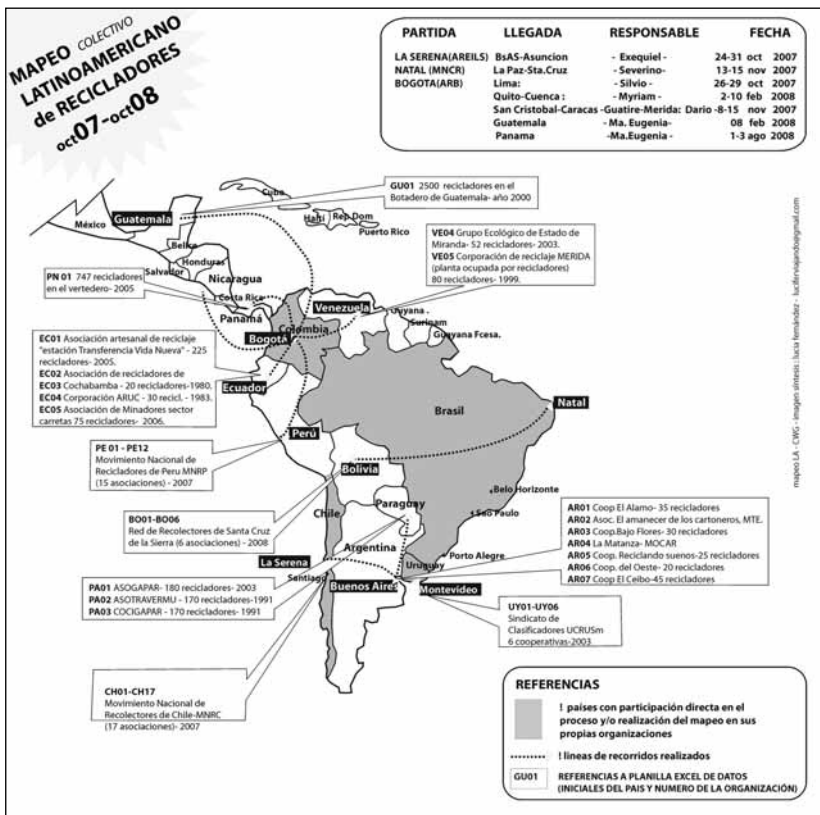 MAPEO COLECTIVO
LATINOAMERICANO
de RECICLADORES
oct07-oct08
PARTIDA LLEGADA RESPONSABLE FECHA
LA SERENA(AREILS) BsAS-Asuncion - Exequiel - 24-31 oct 2007
NATAL (MNCR) La Paz-Sta.Cruz - Severino- 13-15 nov 2007
BOGOTA(ARB) Lima: - Silvio - 26-29 oct 2007
Quito-Cuenca : - Myriam - 2-10 feb 2008
San Cristobal-Caracas -Guatire-Merida: Dario -8-15 nov 2007
Guatemala - Ma. Eugenia- 08 feb 2008
Panama -Ma.Eugenia - 1-3 ago 2008
GU01 2500 recicladores en el
Botadero de Guatemala- año 2000
Cuba
México
Guatemala
Haití
Rep Dom
Puerto Rico
Belice
Honduras
Salvador
Nicaragua
Costa Rica
Panamá
VE04 Grupo Ecológico de Estado de
Miranda- 52 recicladores- 2003.
VE05 Corporación de reciclaje MERIDA
(planta ocupada por recicladores)
80 recicladores- 1999.
PN 01 747 recicladores
en el vertedero- 2005
Venezuela
Guyana .
Surinam
Guayana Fcesa.
Colombia
Bogotá
Ecuador
EC01 Asociación artesanal de reciclaje
"estación Transferencia Vida Nueva" - 225
recicladores- 2005.
EC02 Asociación de recicladores de
EC03 Cochabamba - 20 recicladores-1980.
EC04 Corporación ARUC - 30 recicl. - 1983.
EC05 Asociación de Minadores sector
carretas 75 recicladores- 2006.
Brasil
Natal
Perú
PE 01 - PE12
Movimiento Nacional de
Recicladores de Peru MNRP
(15 asociaciones) - 2007
Bolivia
Belo Horizonte
Paraguay
Sao Paulo
Chile
BO01-BO06
Red de Recolectores de Santa Cruz
de la Sierra (6 asociaciones) - 2008
AR01 Coop El Alamo- 35 recicladores
AR02 Asoc. El amanecer de los cartoneros, MTE.
AR03 Coop.Bajo Flores- 30 recicladores
AR04 La Matanza- MOCAR
AR05 Coop. Reciclando suenos-25 recicladores
AR06 Coop. del Oeste- 20 recicladores
AR07 Coop El Ceibo-45 recicladores
Argentina
Porto Alegre
La Serena
Uruguay
Santiago
Buenos Aires
Montevídeo
PA01 ASOGAPAR- 180 recicladores- 2003
PA02 ASOTRAVERMU - 170 recicladores-1991
PA03 COCIGAPAR - 170 recicladores- 1991
UY01-UY06
Sindicato de
Clasificadores UCRUSm
6 cooperativas-2003
CH01-CH17
Movimiento Nacional de
Recolectores de Chile-MNRC
(17 asociaciones)- 2007
REFERENCIAS
! países con participación directa en el
proceso y/o realización del mapeo en sus
propias organizaciones
! lineas de recorridos realizados
GU01 REFERENCIAS A PLANILLA EXCEL DE DATOS
(INICIALES DEL PAIS Y NUMERO DE LA ORGANIZACIÓN)
mapeo LA - CWG - imagen síntesis : lucia fernández - luciferviajando@gmail.com